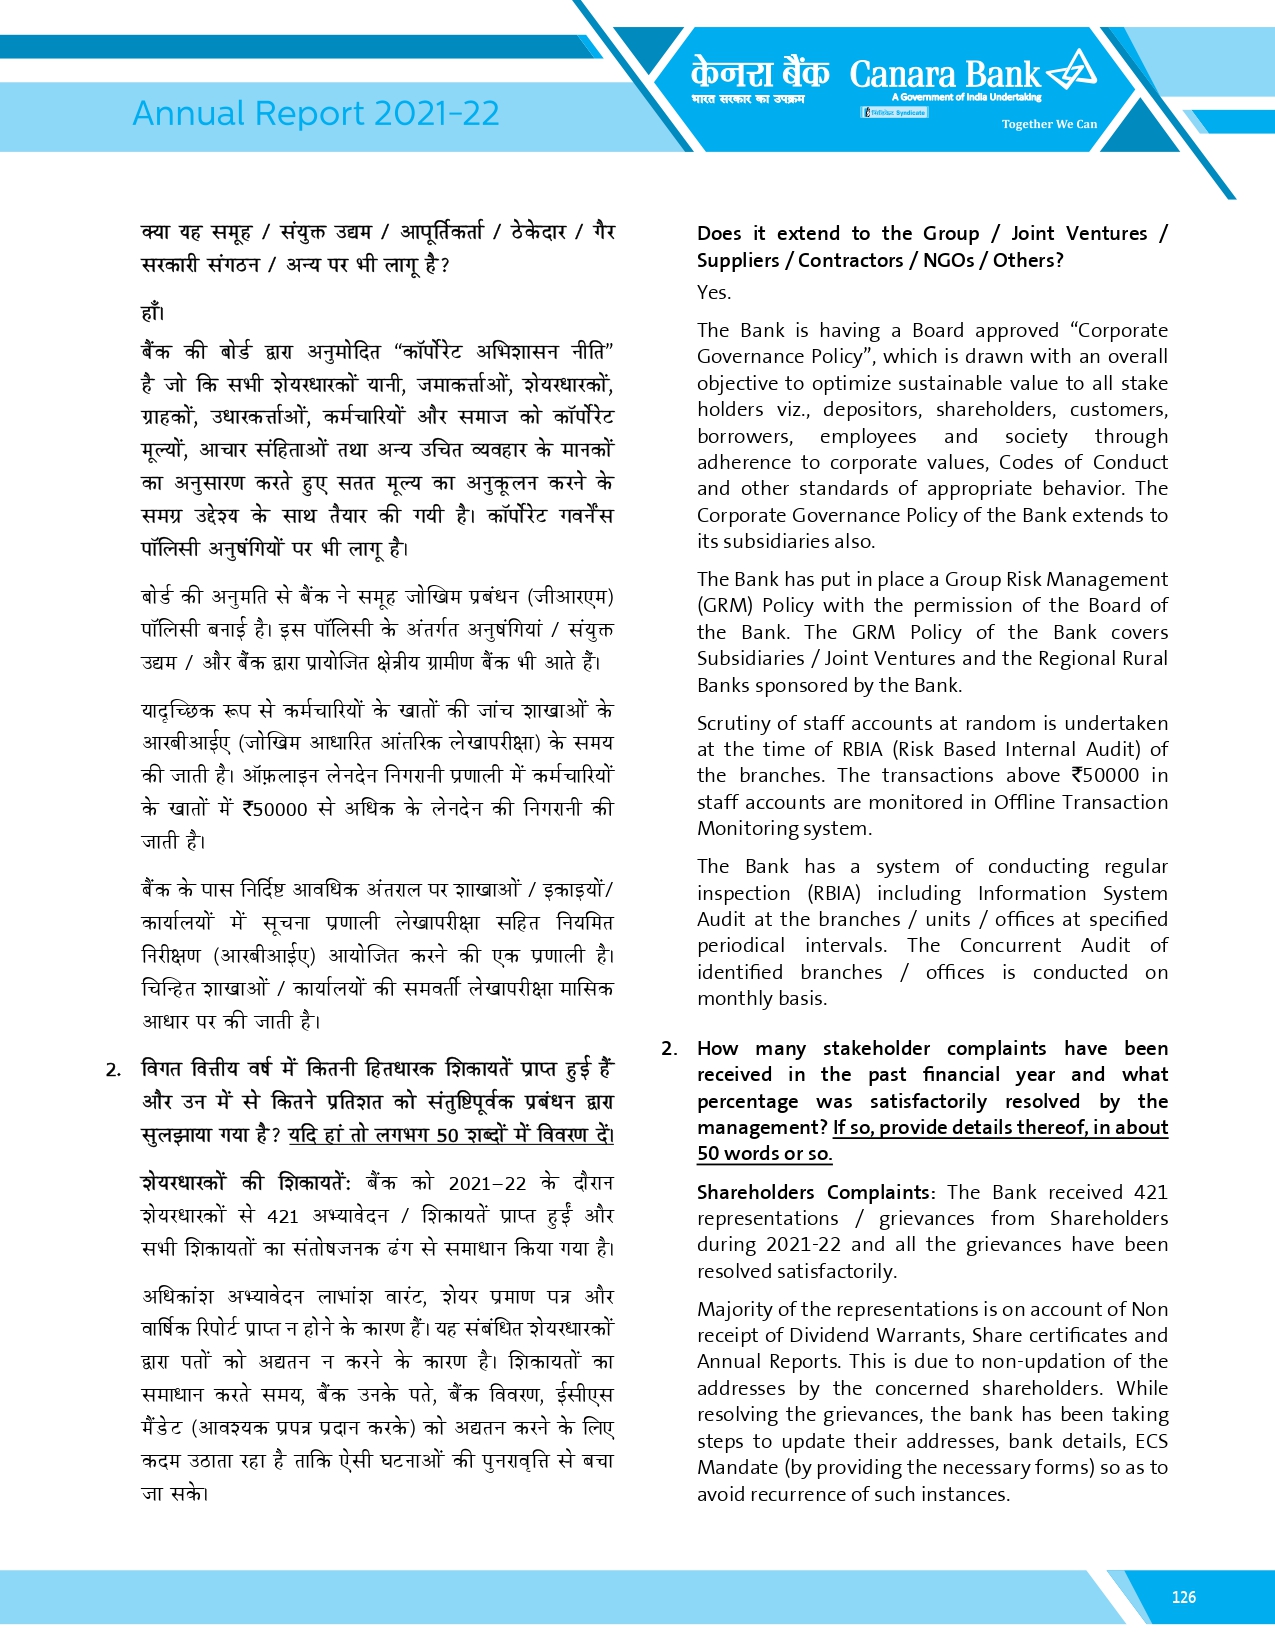 Annual Report 2021-22
केनरा बैंक Canara Bank
भारत सरकार का उपक्रम
A Government of India Undertaking
Syndicate
Together We Can
क्या यह समूह / संयुक्त उद्यम / आपूर्तिकर्ता / ठेकेदार / गैर
सरकारी संगठन / अन्य पर भी लागू है?
हाँ।
बैंक की बोर्ड द्वारा अनुमोदित “कॉर्पोरेट अभिशासन नीति”
है जो कि सभी शेयरधारकों यानी, जमाकर्त्ताओं, शेयरधारकों,
ग्राहकों, उधारकर्त्ताओं, कर्मचारियों और समाज को कॉर्पोरेट
मूल्यों, आचार संहिताओं तथा अन्य उचित व्यवहार के मानकों
का अनुसारण करते हुए सतत मूल्य का अनुकूलन करने के
समग्र उद्देश्य के साथ तैयार की गयी है। कॉर्पोरेट गवर्नेंस
पॉलिसी अनुषंगियों पर भी लागू है।
बोर्ड की अनुमति से बैंक ने समूह जोखिम प्रबंधन (जीआरएम)
पॉलिसी बनाई है। इस पॉलिसी के अंतर्गत अनुषंगियां / संयुक्त
उद्यम / और बैंक द्वारा प्रायोजित क्षेत्रीय ग्रामीण बैंक भी आते हैं।
यादृच्छिक रूप से कर्मचारियों के खातों की जांच शाखाओं के
आरबीआईए (जोखिम आधारित आंतरिक लेखापरीक्षा) के समय
की जाती है। ऑफ़लाइन लेनदेन निगरानी प्रणाली में कर्मचारियों
के खातों में ₹50000 से अधिक के लेनदेन की निगरानी की
जाती है।
बैंक के पास निर्दिष्ट आवधिक अंतराल पर शाखाओं / इकाइयों/
कार्यालयों में सूचना प्रणाली लेखापरीक्षा सहित नियमित
निरीक्षण (आरबीआईए) आयोजित करने की एक प्रणाली है।
चिन्हित शाखाओं / कार्यालयों की समवर्ती लेखापरीक्षा मासिक
आधार पर की जाती है।
2. विगत वित्तीय वर्ष में कितनी हितधारक शिकायतें प्राप्त हुई हैं
और उन में से कितने प्रतिशत को संतुष्टिपूर्वक प्रबंधन द्वारा
सुलझाया गया है? यदि हां तो लगभग 50 शब्दों में विवरण दें।
शेयरधारकों की शिकायतें: बैंक को 2021–22 के दौरान
शेयरधारकों से 421 अभ्यावेदन / शिकायतें प्राप्त हुईं और
सभी शिकायतों का संतोषजनक ढंग से समाधान किया गया है।
अधिकांश अभ्यावेदन लाभांश वारंट, शेयर प्रमाण पत्र और
वार्षिक रिपोर्ट प्राप्त न होने के कारण हैं। यह संबंधित शेयरधारकों
द्वारा पतों को अद्यतन न करने के कारण है। शिकायतों का
समाधान करते समय, बैंक उनके पते, बैंक विवरण, ईसीएस
मैंडेट (आवश्यक प्रपत्र प्रदान करके) को अद्यतन करने के लिए
कदम उठाता रहा है ताकि ऐसी घटनाओं की पुनरावृत्ति से बचा
जा सके।
Does it extend to the Group / Joint Ventures /
Suppliers / Contractors / NGOs / Others?
Yes.
The Bank is having a Board approved “Corporate
Governance Policy”, which is drawn with an overall
objective to optimize sustainable value to all stake
holders viz., depositors, shareholders, customers,
borrowers, employees and society through
adherence to corporate values, Codes of Conduct
and other standards of appropriate behavior. The
Corporate Governance Policy of the Bank extends to
its subsidiaries also.
The Bank has put in place a Group Risk Management
(GRM) Policy with the permission of the Board of
the Bank. The GRM Policy of the Bank covers
Subsidiaries / Joint Ventures and the Regional Rural
Banks sponsored by the Bank.
Scrutiny of staff accounts at random is undertaken
at the time of RBIA (Risk Based Internal Audit) of
the branches. The transactions above ₹50000 in
staff accounts are monitored in Offline Transaction
Monitoring system.
The Bank has a system of conducting regular
inspection (RBIA) including Information System
Audit at the branches / units / offices at specified
periodical intervals. The Concurrent Audit of
identified branches / offices is conducted on
monthly basis.
2. How many stakeholder complaints have been
received in the past financial year and what
percentage was satisfactorily resolved by the
management? If so, provide details thereof, in about
50 words or so.
Shareholders Complaints: The Bank received 421
representations / grievances from Shareholders
during 2021-22 and all the grievances have been
resolved satisfactorily.
Majority of the representations is on account of Non
receipt of Dividend Warrants, Share certificates and
Annual Reports. This is due to non-updation of the
addresses by the concerned shareholders. While
resolving the grievances, the bank has been taking
steps to update their addresses, bank details, ECS
Mandate (by providing the necessary forms) so as to
avoid recurrence of such instances.
126